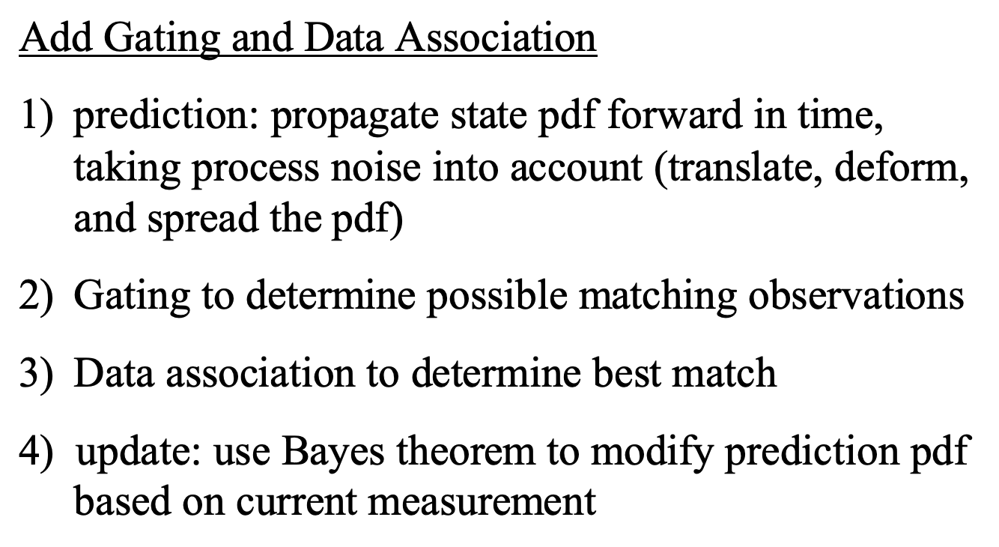 Add Gating and Data Association
1) prediction: propagate state pdf forward in time,
taking process noise into account (translate, deform,
and spread the pdf)
2) Gating to determine possible matching observations
3) Data association to determine best match
4) update: use Bayes theorem to modify prediction pdf
based on current measurement